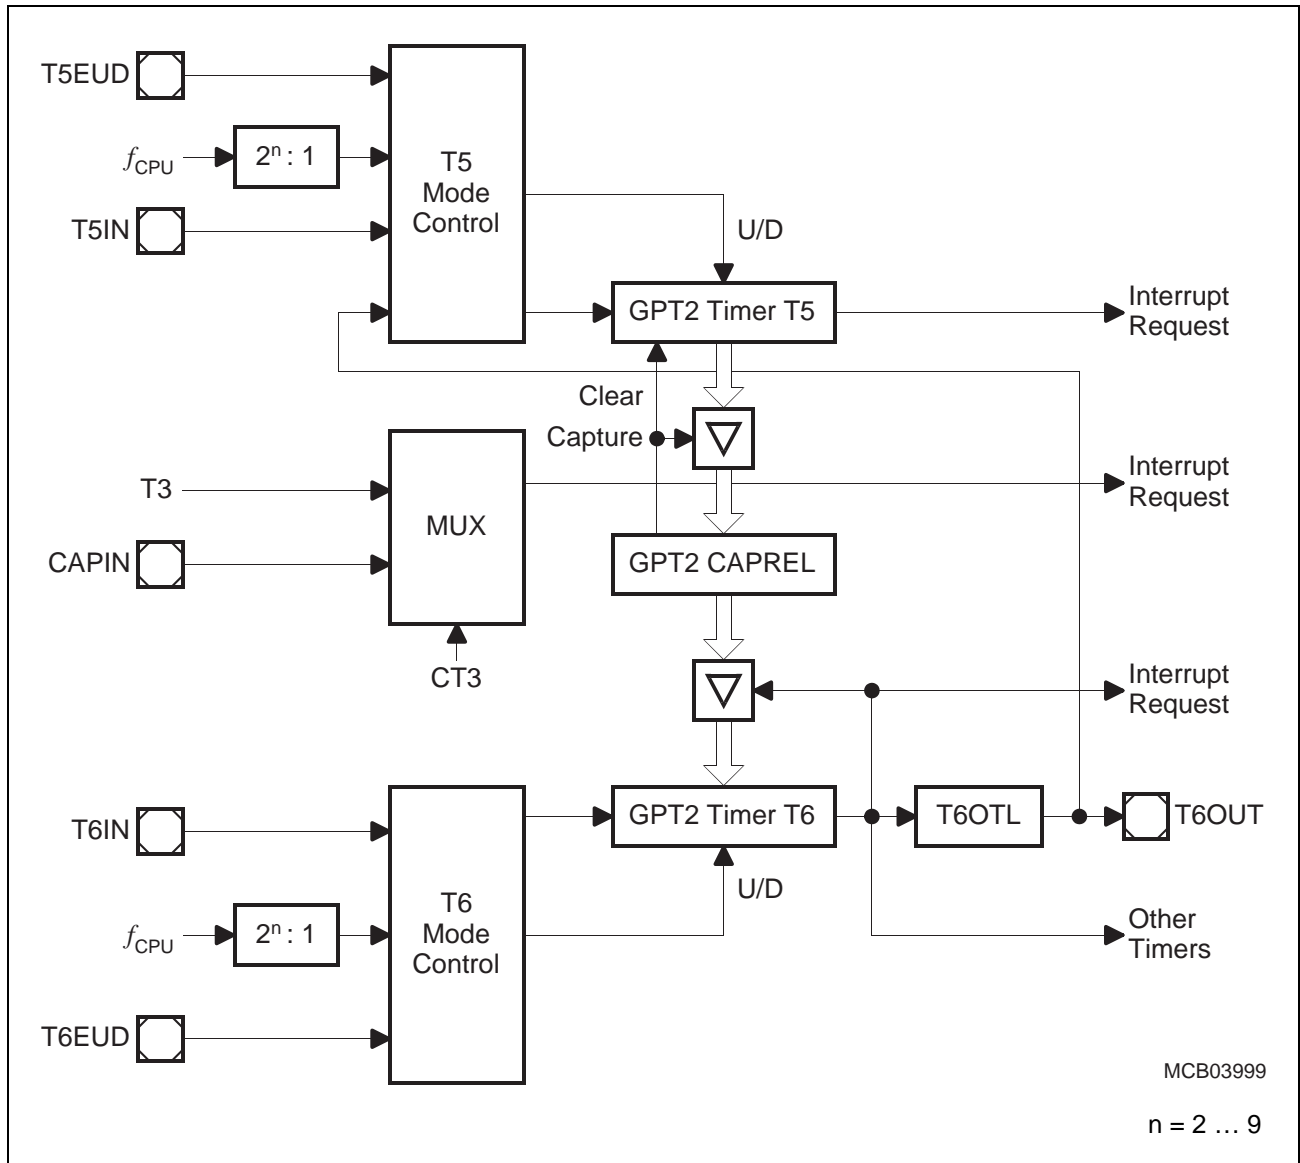 T5EUD
fCPU
2ⁿ : 1
T5IN
T5
Mode
Control
U/D
GPT2 Timer T5
Interrupt
Request
Clear
Capture
T3
CAPIN
MUX
CT3
Interrupt
Request
GPT2 CAPREL
Interrupt
Request
T6IN
fCPU
2ⁿ : 1
T6EUD
T6
Mode
Control
GPT2 Timer T6
U/D
T6OTL
T6OUT
Other
Timers
MCB03999
n = 2 … 9